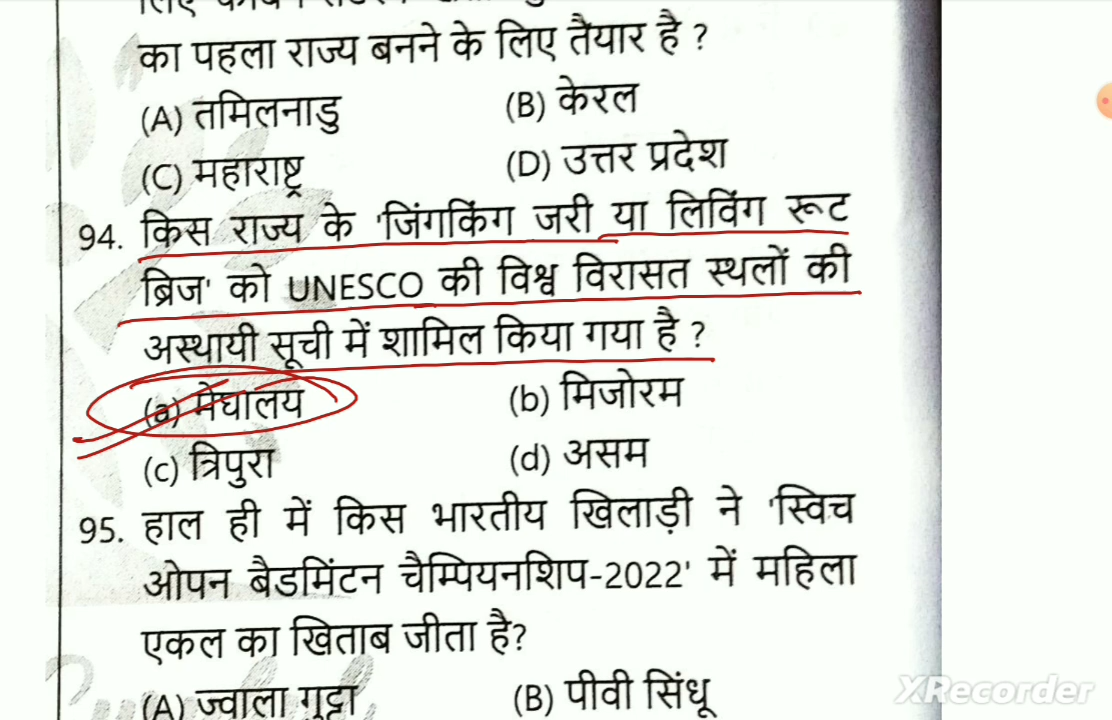 का पहला राज्य बनने के लिए तैयार है ?
(A) तमिलनाडु (B) केरल
(C) महाराष्ट्र (D) उत्तर प्रदेश
94. किस राज्य के 'जिंगकिंग जरी या लिविंग रूट
ब्रिज' को UNESCO की विश्व विरासत स्थलों की
अस्थायी सूची में शामिल किया गया है ?
(a) मेघालय (b) मिजोरम
(c) त्रिपुरा (d) असम
95. हाल ही में किस भारतीय खिलाड़ी ने 'स्विच
ओपन बैडमिंटन चैम्पियनशिप-2022' में महिला
एकल का खिताब जीता है?
(A) ज्वाला गुट्टा (B) पीवी सिंधू
XRecorder